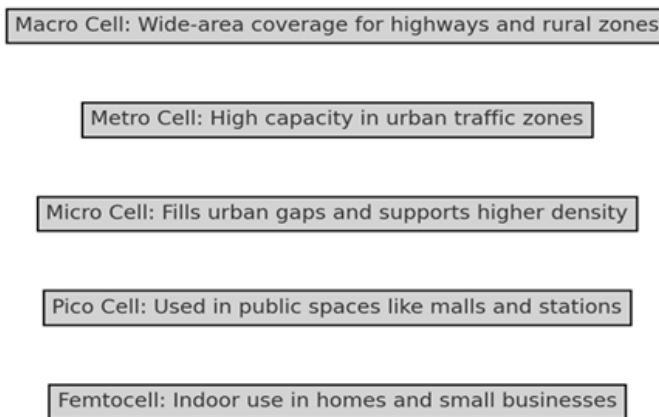 Macro Cell: Wide-area coverage for highways and rural zones
Metro Cell: High capacity in urban traffic zones
Micro Cell: Fills urban gaps and supports higher density
Pico Cell: Used in public spaces like malls and stations
Femtocell: Indoor use in homes and small businesses